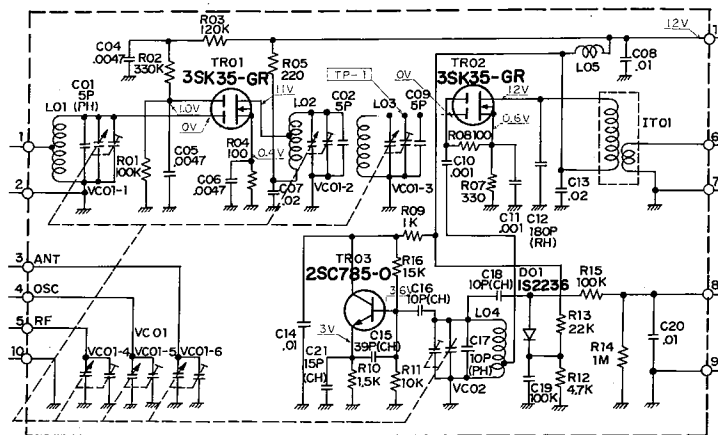 R03
120K
C04
.0047
R02
330K
TR01
3SK35-GR
R05
220
11V
TP-1
TR02
3SK35-GR
0V
12V
12V
L05
C08
.01
1
L01
C01
5P
(PH)
1.0V
0V
L02
C02
5P
L03
C09
5P
0.6V
R08 100
IT01
1
R01
100K
C05
.0047
R04
100
0.4V
C06
.0047
C07
.02
VC01-1
VC01-2
VC01-3
C10
.001
R07
330
C11
.001
C12
180P
(RH)
C13
.02
6
7
2
R09
1K
TR03
2SC785-O
R16
15K
3.6V
C16
10P(CH)
C18
10P(CH)
D01
IS2236
R15
100K
8
3
ANT
4
OSC
5
RF
10
VC01
VC01-4
VC01-5
VC01-6
C14
.01
3V
C15
39P(CH)
C21
15P
(CH)
R10
1.5K
R11
10K
C17
10P
(PH)
L04
VC02
R13
22K
C19
100K
R12
4.7K
R14
1M
C20
.01
9